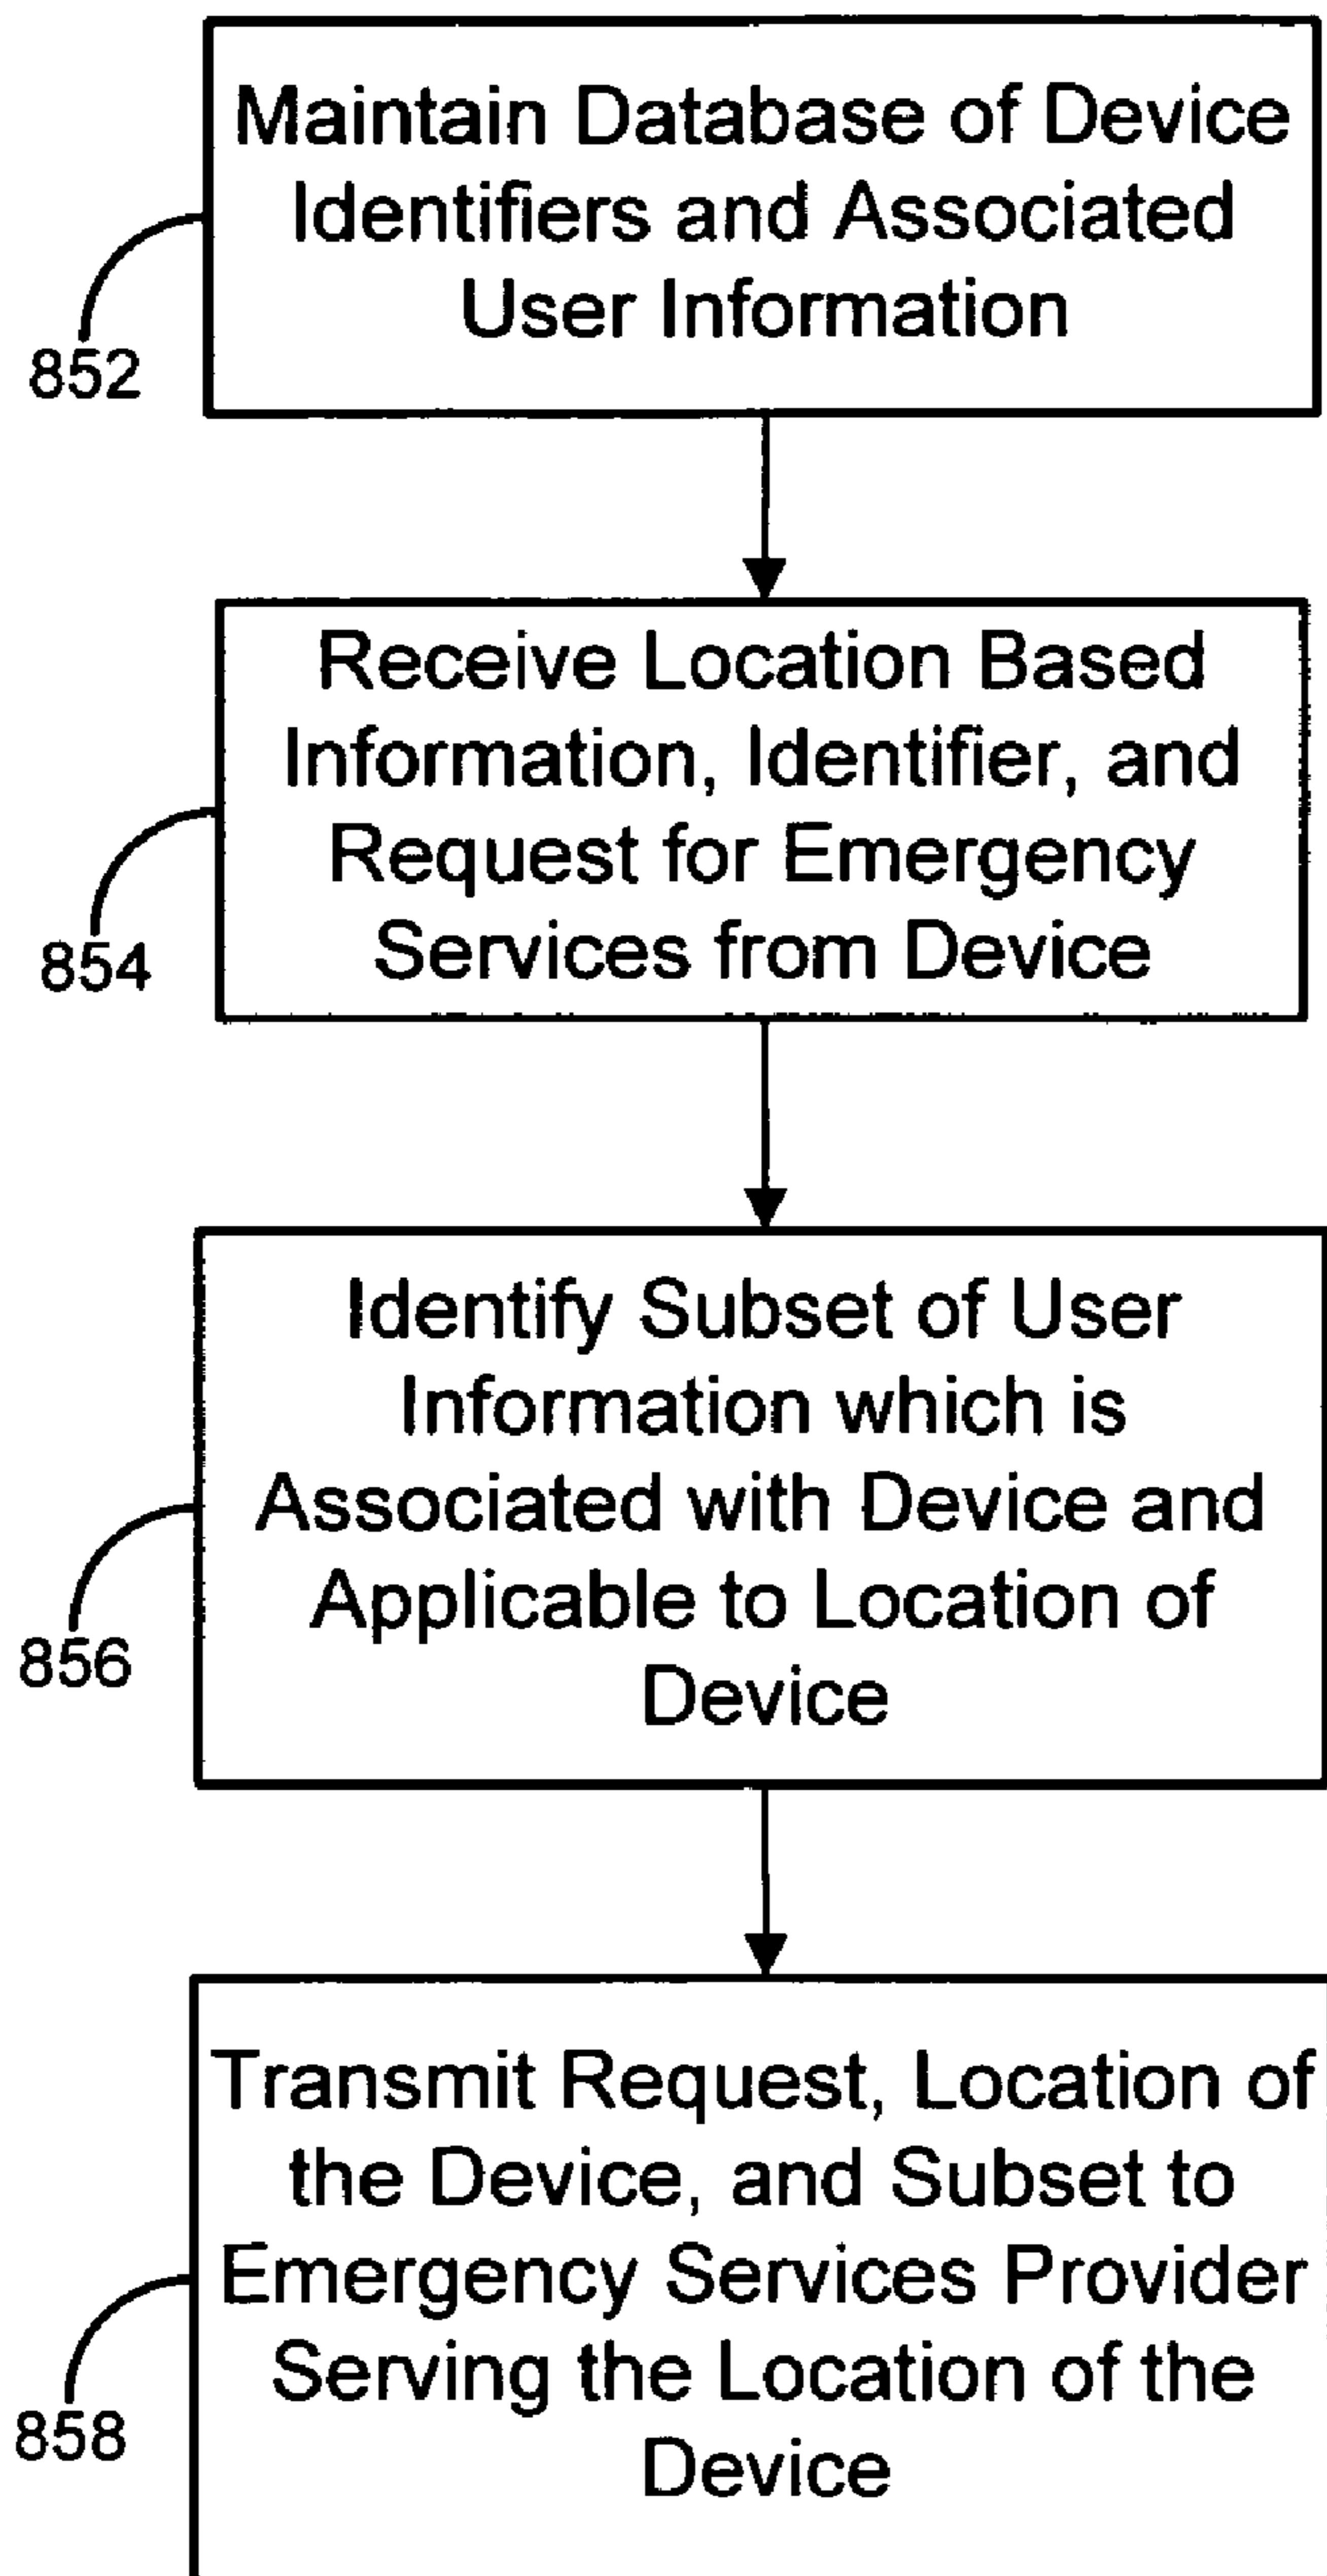 Maintain Database of Device
Identifiers and Associated
User Information
852
Receive Location Based
Information, Identifier, and
Request for Emergency
Services from Device
854
Identify Subset of User
Information which is
Associated with Device and
Applicable to Location of
Device
856
Transmit Request, Location of
the Device, and Subset to
Emergency Services Provider
Serving the Location of the
Device
858